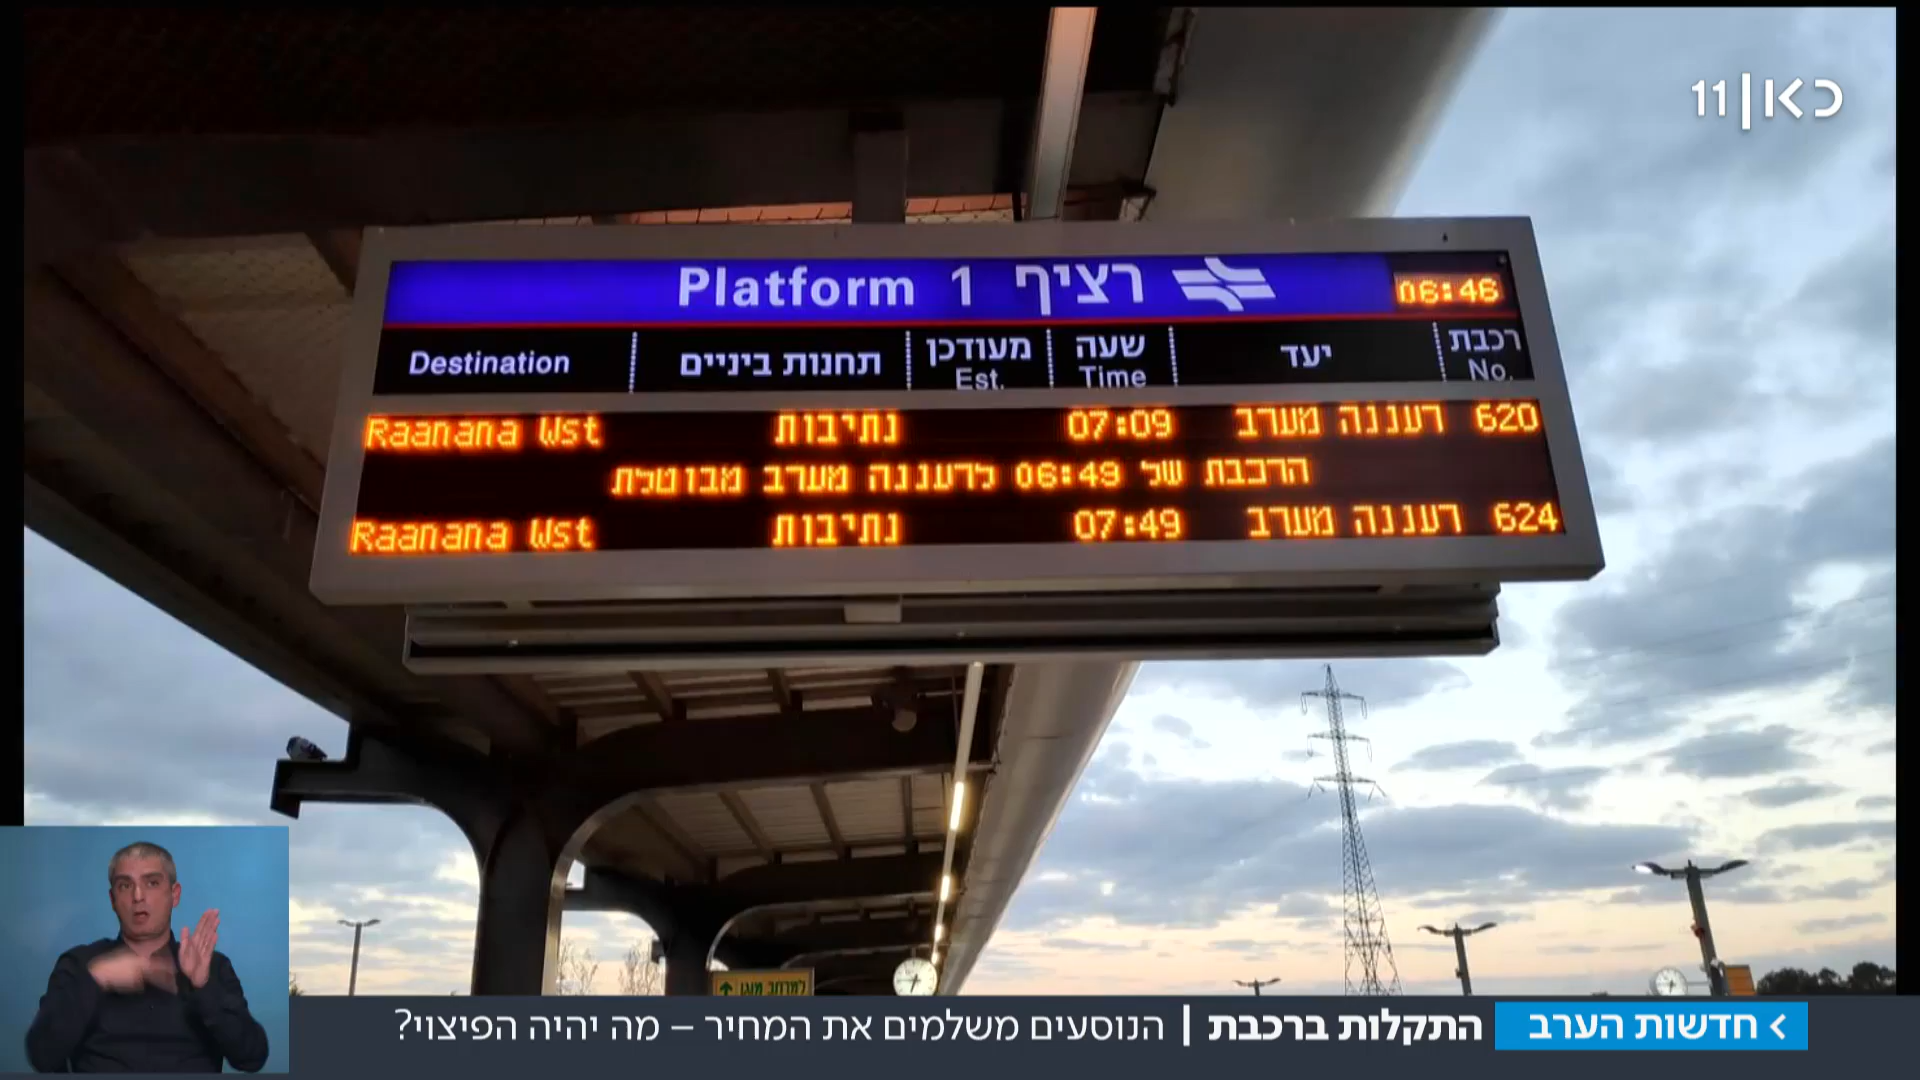 כאן 11
Platform 1 רציף 06:46
רכבת יעד שעה מעודכן תחנות ביניים Destination
No. Time Est.
620 רעננה מערב 07:09 נתיבות Raanana Wst
הרכבת של 06:49 לרעננה מערב מבוטלת
624 רעננה מערב 07:49 נתיבות Raanana Wst
למרחב מוגן
חדשות הערב התקלות ברכבת | הנוסעים משלמים את המחיר – מה יהיה הפיצוי?